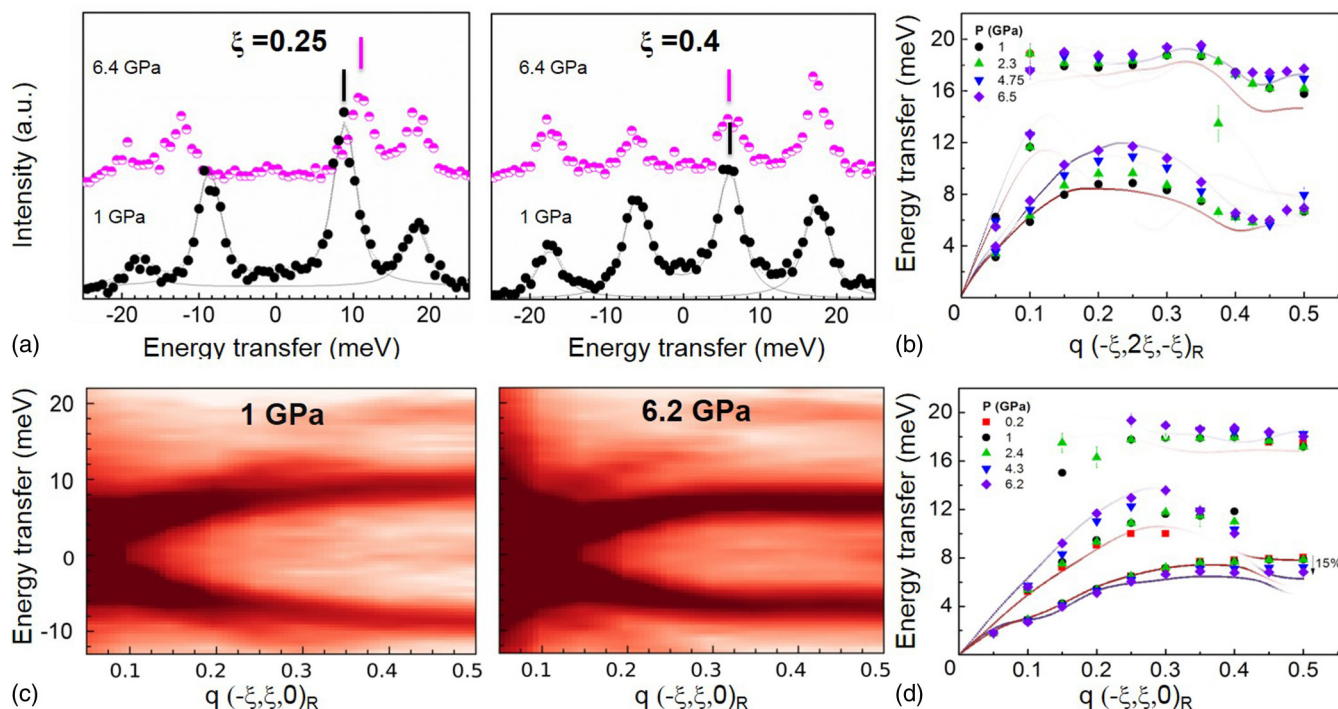 ξ =0.25
6.4 GPa
1 GPa
Intensity (a.u.)
-20 -10 0 10 20
Energy transfer (meV)
(a)
ξ =0.4
6.4 GPa
1 GPa
-20 -10 0 10 20
Energy transfer (meV)
P (GPa)
1
2.3
4.75
6.5
20
16
12
8
4
Energy transfer (meV)
0 0.1 0.2 0.3 0.4 0.5
(b)
q (-ξ,2ξ,-ξ)R
1 GPa
20
10
0
-10
Energy transfer (meV)
0.1 0.2 0.3 0.4 0.5
(c)
q (-ξ,ξ,0)R
6.2 GPa
0.1 0.2 0.3 0.4 0.5
q (-ξ,ξ,0)R
P (GPa)
0.2
1
2.4
4.3
6.2
15%
20
16
12
8
4
Energy transfer (meV)
0 0.1 0.2 0.3 0.4 0.5
(d)
q (-ξ,ξ,0)R